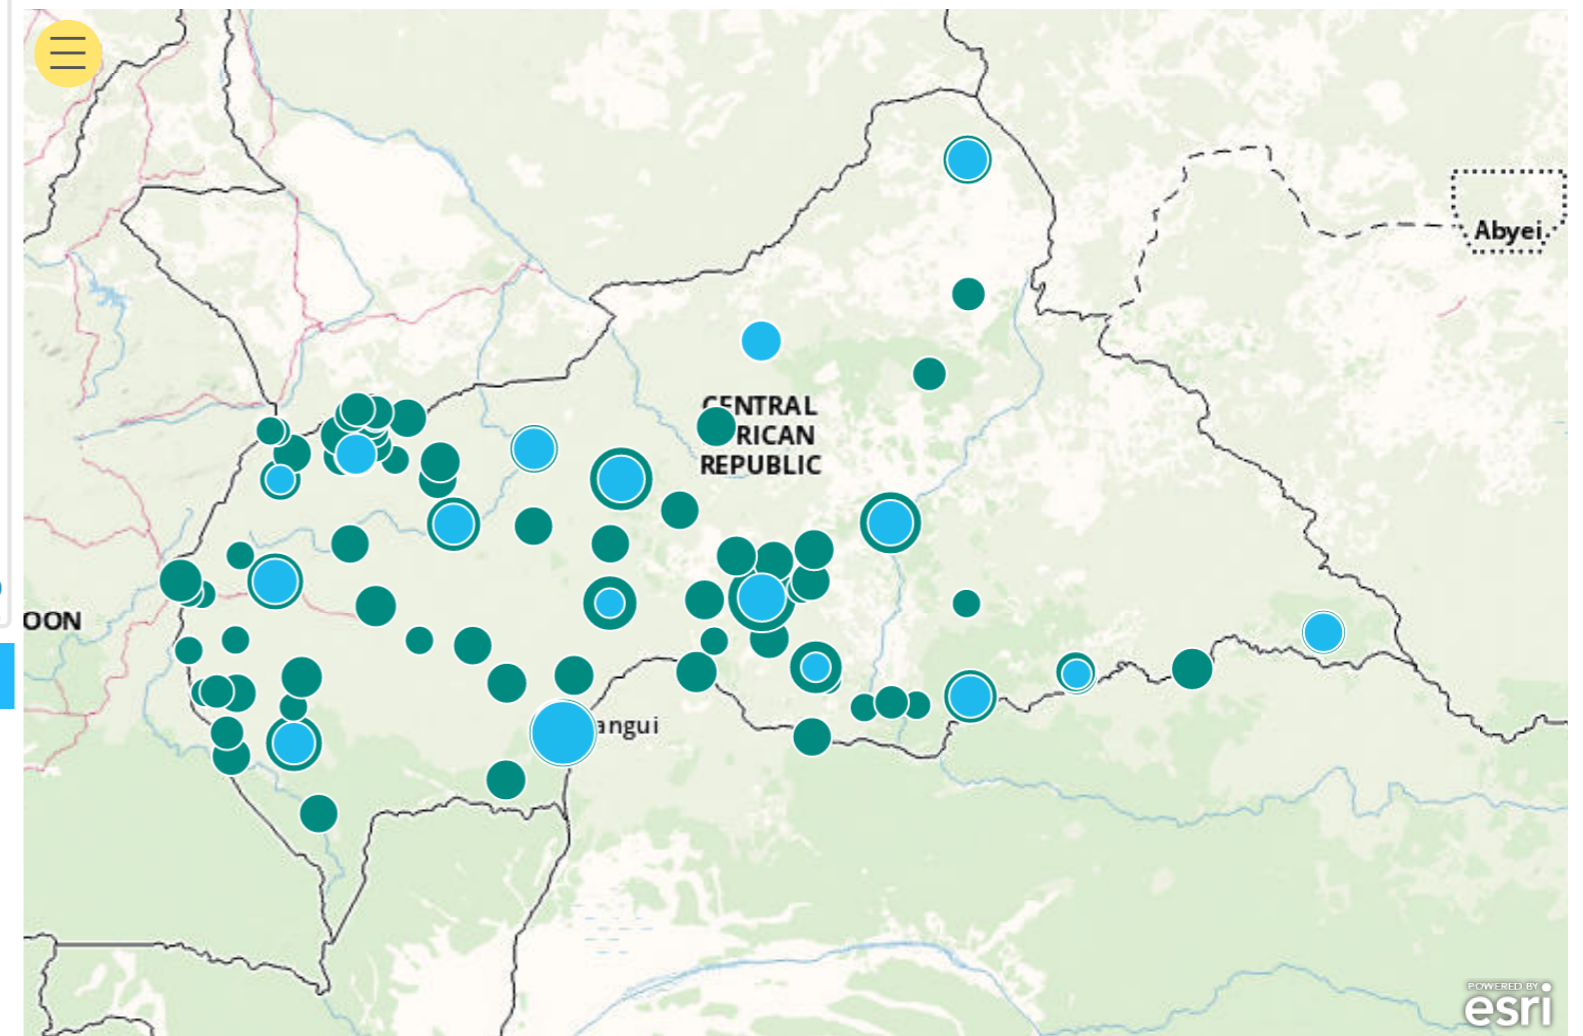 Abyei
CENTRAL
RICAN
REPUBLIC
OON
angui
POWERED BY
esri